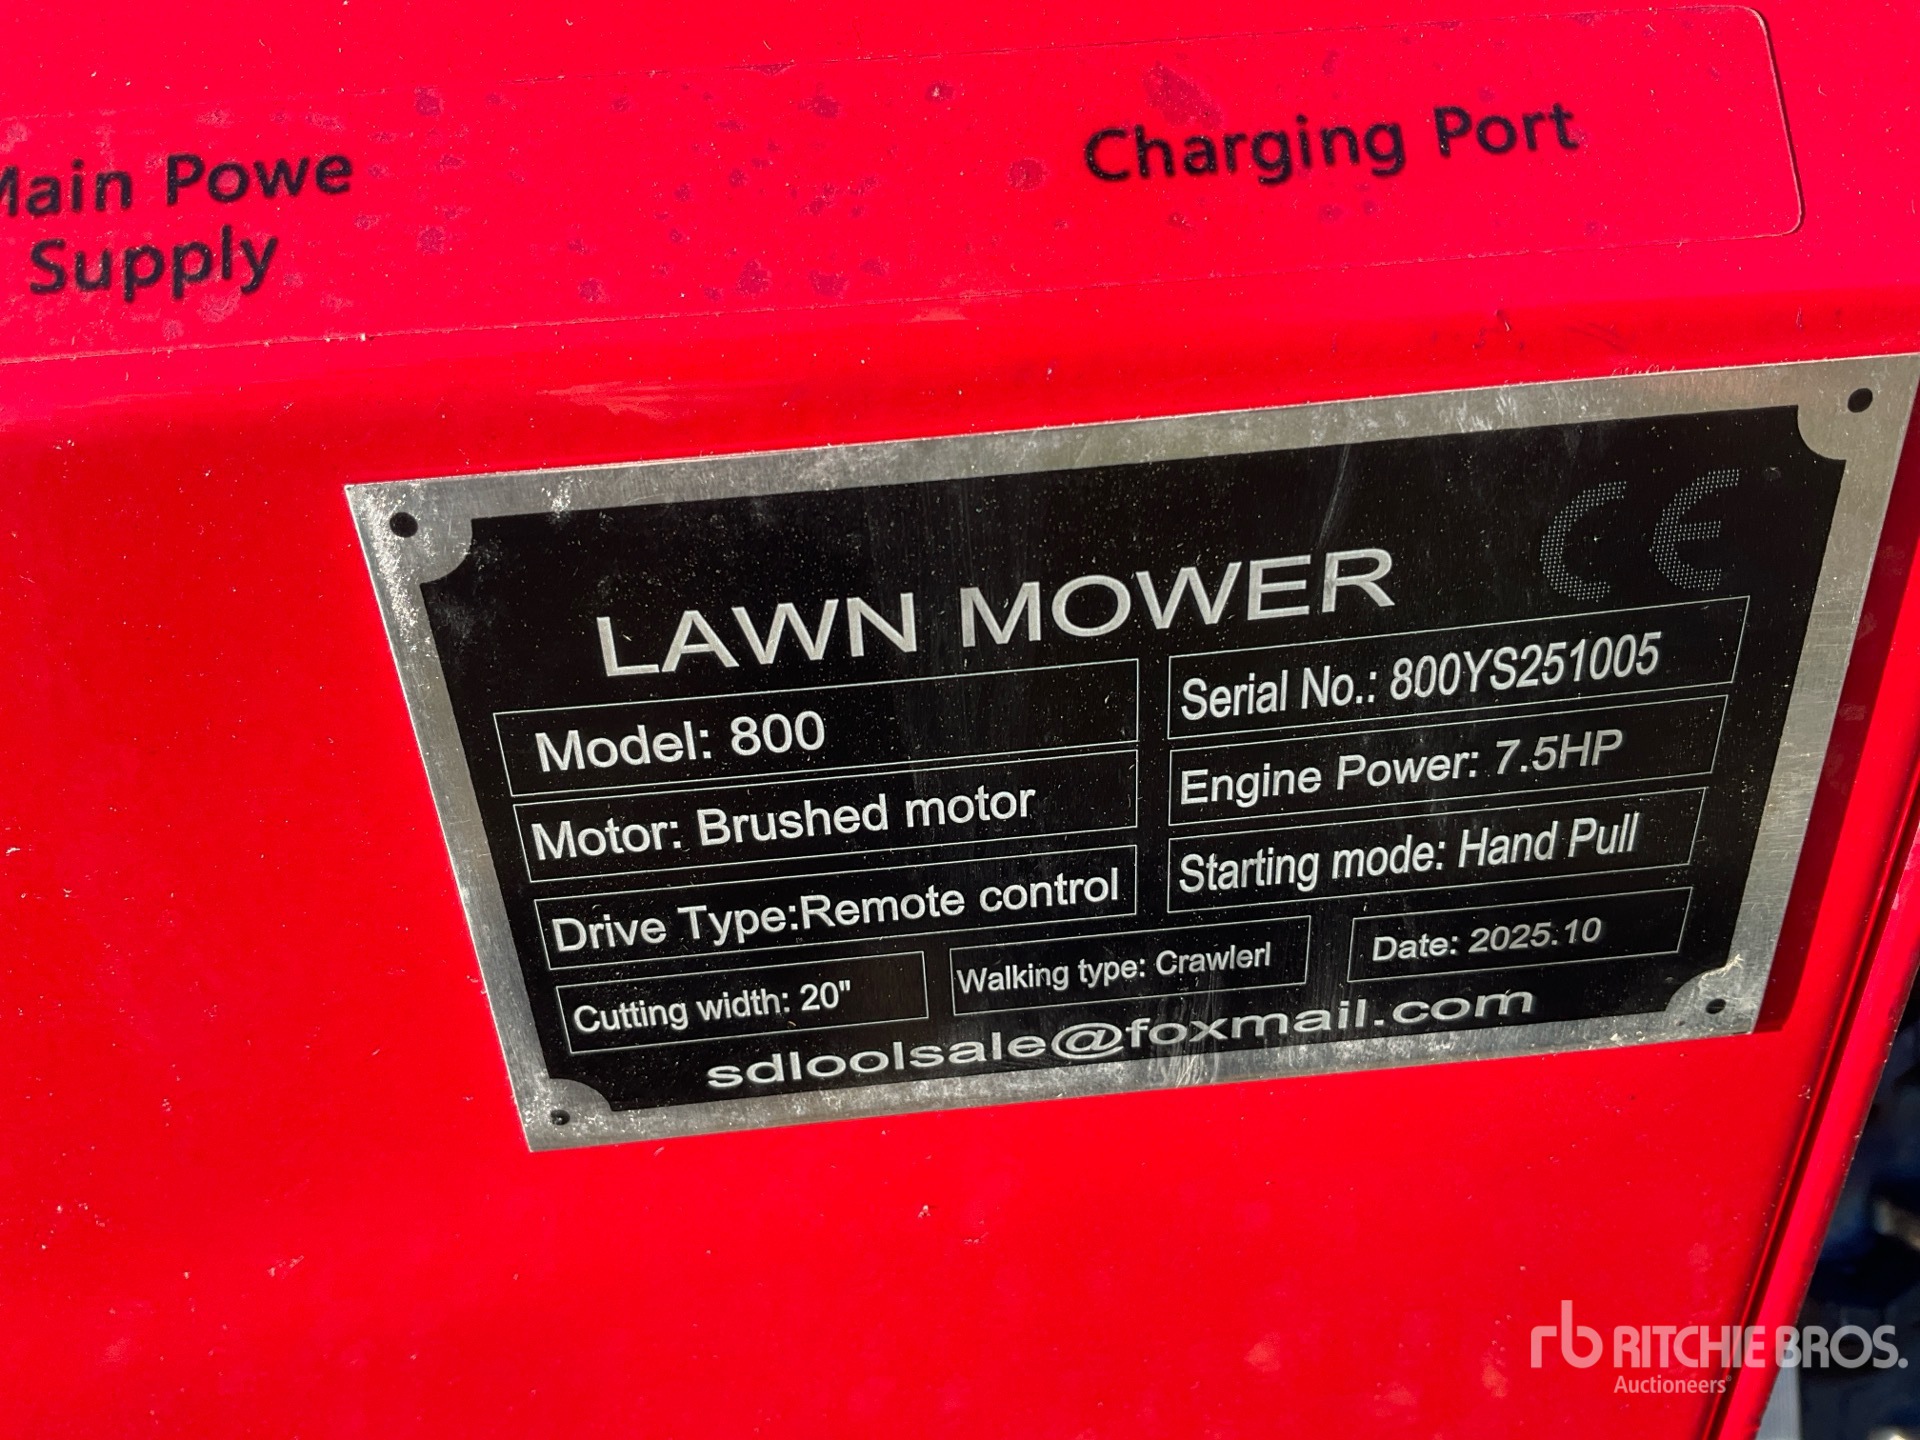 Main Powe
Supply
Charging Port
CE
LAWN MOWER
Model: 800
Serial No.: 800YS251005
Motor: Brushed motor
Engine Power: 7.5HP
Drive Type:Remote control
Starting mode: Hand Pull
Cutting width: 20"
Walking type: Crawlerl
Date: 2025.10
sdloolsale@foxmail.com
rb RITCHIE BROS.
Auctioneers®